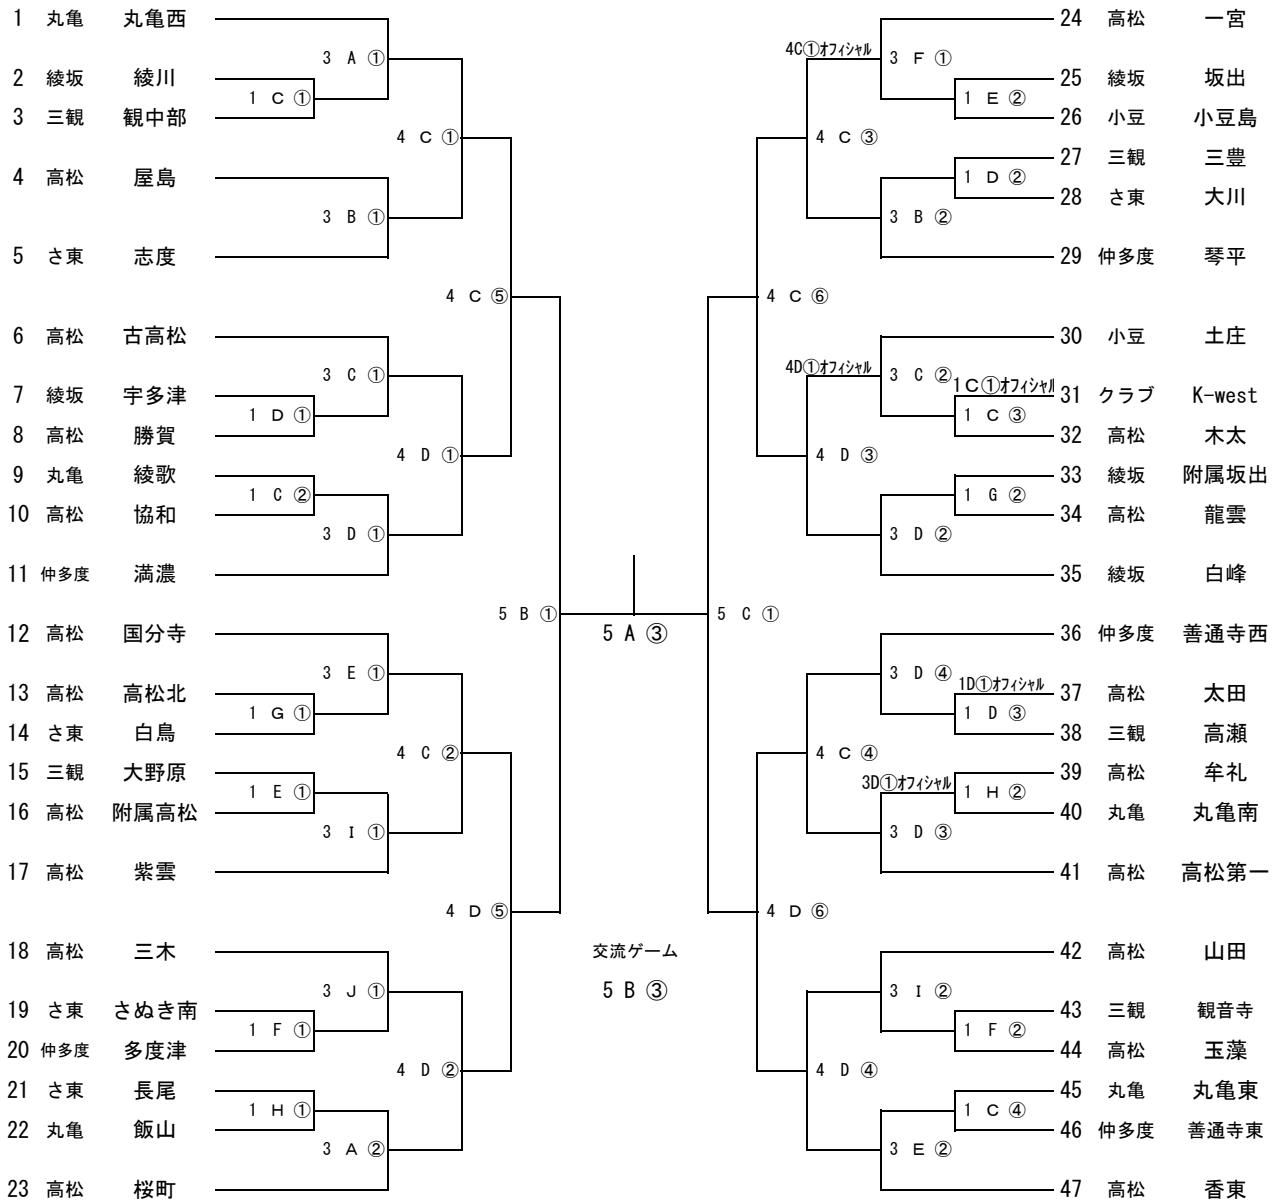 1 丸亀 丸亀西
24 高松 一宮
4C①オフィシャル
3 A ①
3 F ①
2 綾坂 綾川
25 綾坂 坂出
1 C ①
1 E ②
3 三観 観中部
26 小豆 小豆島
4 C ①
4 C ③
27 三観 三豊
4 高松 屋島
1 D ②
28 さ東 大川
3 B ①
3 B ②
5 さ東 志度
29 仲多度 琴平
4 C ⑤
4 C ⑥
6 高松 古高松
30 小豆 土庄
4D①オフィシャル
3 C ①
3 C ②
1C①オフィシャル
7 綾坂 宇多津
31 クラブ K-west
1 D ①
1 C ③
8 高松 勝賀
32 高松 木太
4 D ①
4 D ③
9 丸亀 綾歌
33 綾坂 附属坂出
1 C ②
1 G ②
10 高松 協和
34 高松 龍雲
3 D ①
3 D ②
11 仲多度 満濃
35 綾坂 白峰
5 B ①
5 C ①
5 A ③
12 高松 国分寺
36 仲多度 善通寺西
3 E ①
3 D ④
1D①オフィシャル
13 高松 高松北
37 高松 太田
1 G ①
1 D ③
14 さ東 白鳥
38 三観 高瀬
4 C ②
4 C ④
15 三観 大野原
39 高松 牟礼
3D①オフィシャル
1 E ①
1 H ②
16 高松 附属高松
40 丸亀 丸亀南
3 I ①
3 D ③
17 高松 紫雲
41 高松 高松第一
4 D ⑤
4 D ⑥
18 高松 三木
交流ゲーム
42 高松 山田
3 J ①
5 B ③
3 I ②
19 さ東 さぬき南
43 三観 観音寺
1 F ①
1 F ②
20 仲多度 多度津
44 高松 玉藻
4 D ②
4 D ④
21 さ東 長尾
45 丸亀 丸亀東
1 H ①
1 C ④
22 丸亀 飯山
46 仲多度 善通寺東
3 A ②
3 E ②
23 高松 桜町
47 高松 香東